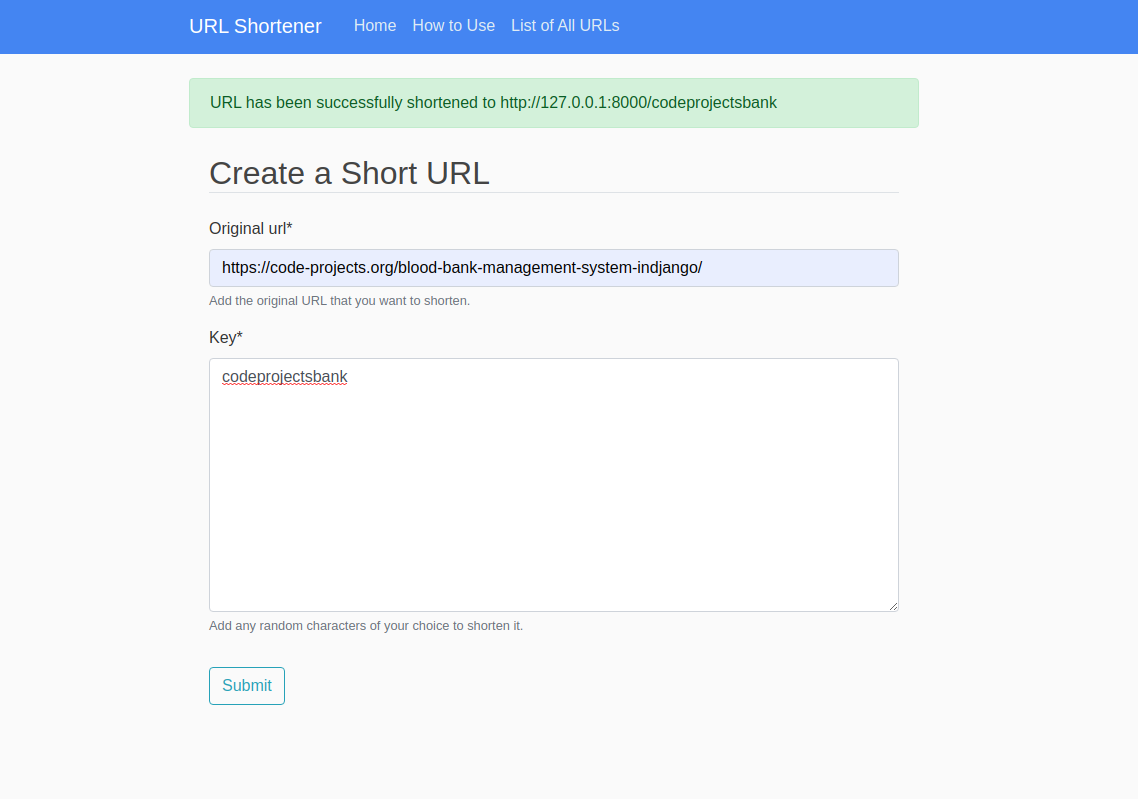 URL Shortener Home How to Use List of All URLs
URL has been successfully shortened to http://127.0.0.1:8000/codeprojectsbank
Create a Short URL
Original url*
https://code-projects.org/blood-bank-management-system-indjango/
Add the original URL that you want to shorten.
Key*
codeprojectsbank
Add any random characters of your choice to shorten it.
Submit